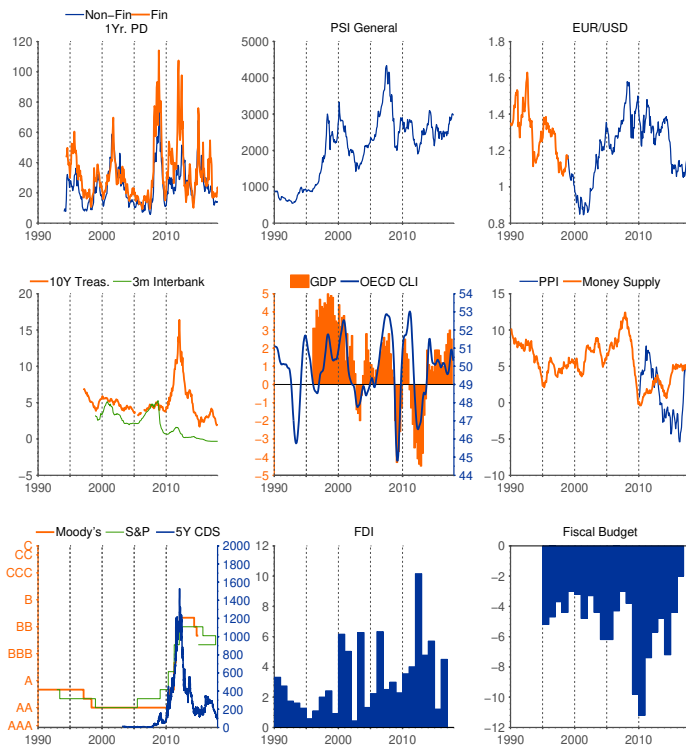 Non−Fin Fin
1Yr. PD
PSI General
EUR/USD
140
120
100
80
60
40
20
0
1990 2000 2010
5000
4000
3000
2000
1000
0
1990 2000 2010
1.8
1.6
1.4
1.2
1
0.8
1990 2000 2010
10Y Treas. 3m Interbank
20
15
10
5
0
−5
1990 2000 2010
GDP OECD CLI
5
4
3
2
1
0
−1
−2
−3
−4
−5
54
53
52
51
50
49
48
47
46
45
44
1990 2000 2010
PPI Money Supply
20
15
10
5
0
−5
−10
1990 2000 2010
Moody's S&P 5Y CDS
C
CC
CCC
B
BB
BBB
A
AA
AAA
2000
1800
1600
1400
1200
1000
800
600
400
200
0
1990 2000 2010
FDI
12
10
8
6
4
2
0
1990 2000 2010
Fiscal Budget
0
−2
−4
−6
−8
−10
−12
1990 2000 2010